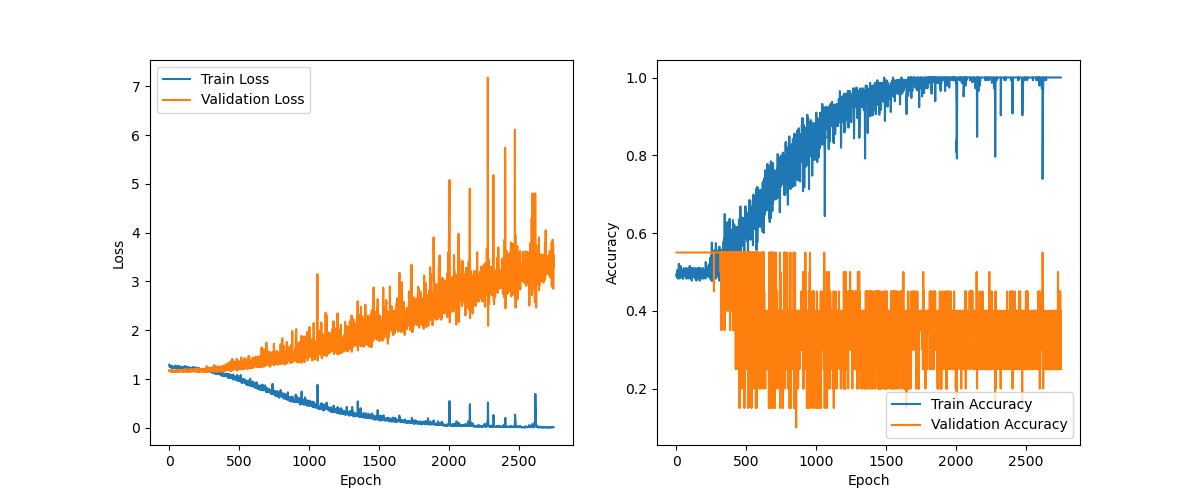 Train Loss
Validation Loss
7
6
5
4
3
2
1
0
Loss
0 500 1000 1500 2000 2500
Epoch
1.0
0.8
0.6
0.4
0.2
Accuracy
Train Accuracy
Validation Accuracy
0 500 1000 1500 2000 2500
Epoch